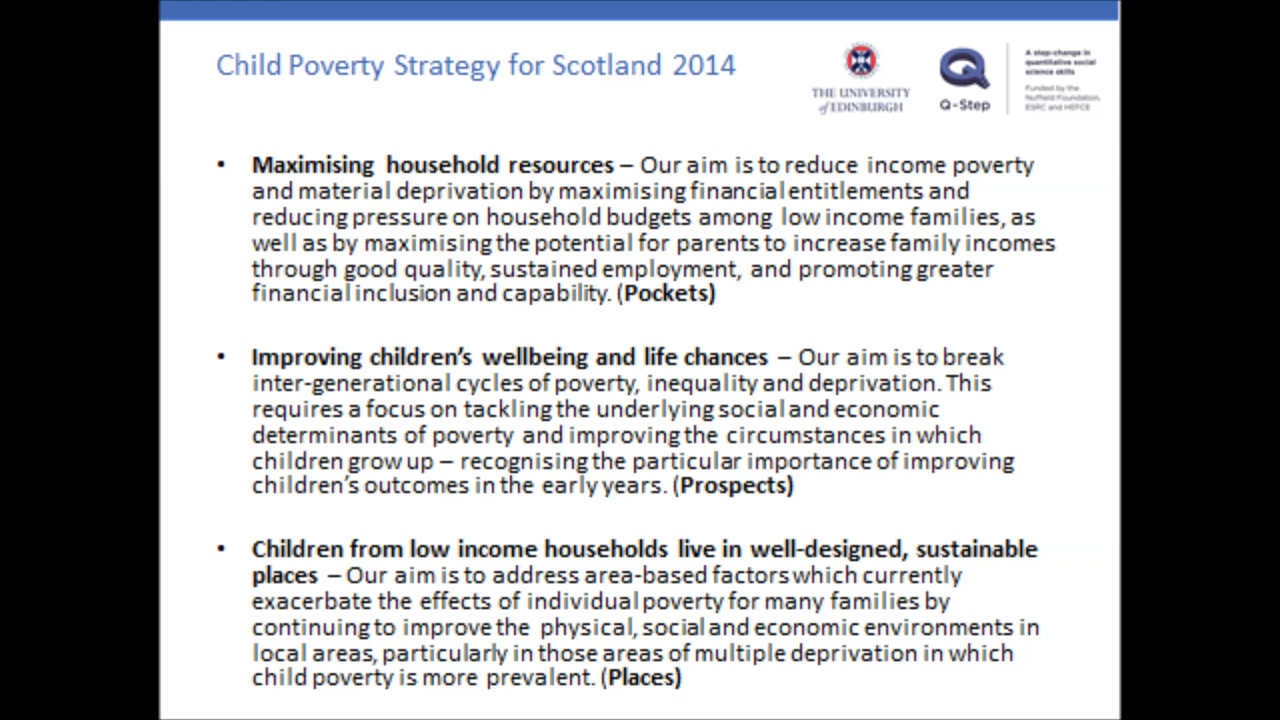 Child Poverty Strategy for Scotland 2014
THE UNIVERSITY
of EDINBURGH
Q-Step
A step-change in
quantitative social
science skills
Funded by the
Nuffield Foundation,
ESRC and HEFCE
• Maximising household resources – Our aim is to reduce income poverty
and material deprivation by maximising financial entitlements and
reducing pressure on household budgets among low income families, as
well as by maximising the potential for parents to increase family incomes
through good quality, sustained employment, and promoting greater
financial inclusion and capability. (Pockets)
• Improving children’s wellbeing and life chances – Our aim is to break
inter-generational cycles of poverty, inequality and deprivation. This
requires a focus on tackling the underlying social and economic
determinants of poverty and improving the circumstances in which
children grow up – recognising the particular importance of improving
children’s outcomes in the early years. (Prospects)
• Children from low income households live in well-designed, sustainable
places – Our aim is to address area-based factors which currently
exacerbate the effects of individual poverty for many families by
continuing to improve the physical, social and economic environments in
local areas, particularly in those areas of multiple deprivation in which
child poverty is more prevalent. (Places)